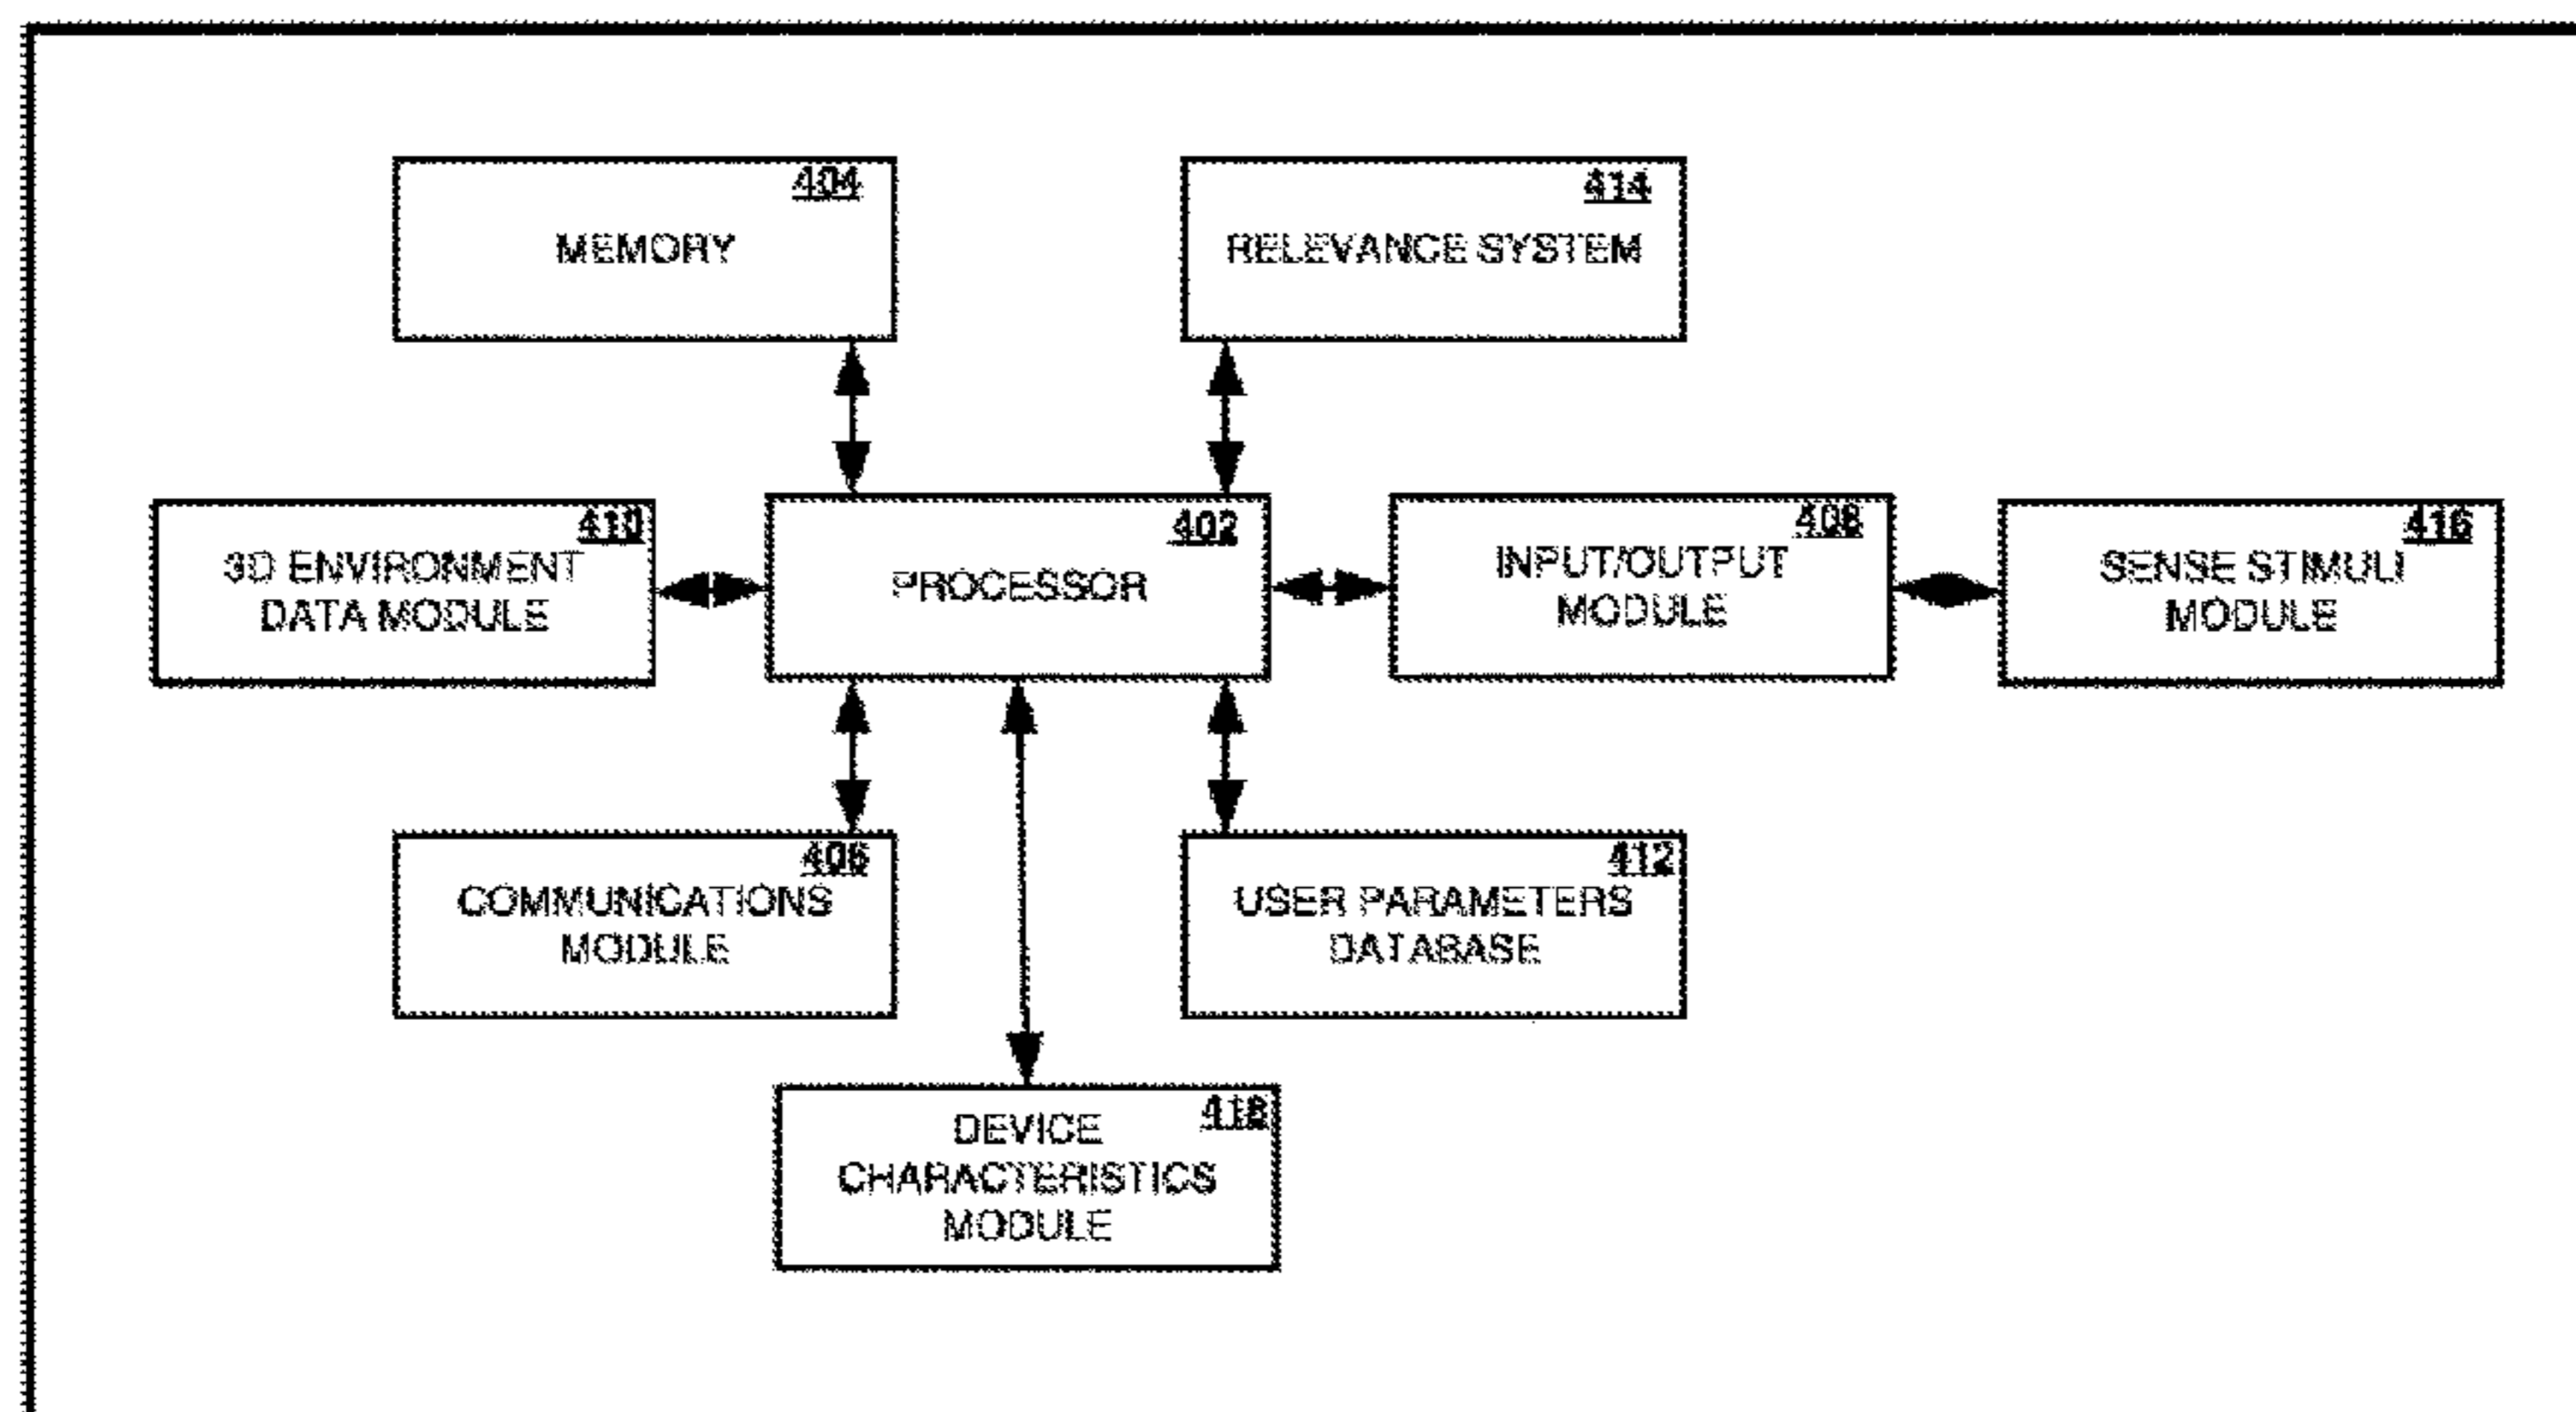 404
MEMORY
414
RELEVANCE SYSTEM
410
3D ENVIRONMENT
DATA MODULE
402
PROCESSOR
408
INPUT/OUTPUT
MODULE
416
SENSE STIMULI
MODULE
406
COMMUNICATIONS
MODULE
412
USER PARAMETERS
DATABASE
418
DEVICE
CHARACTERISTICS
MODULE